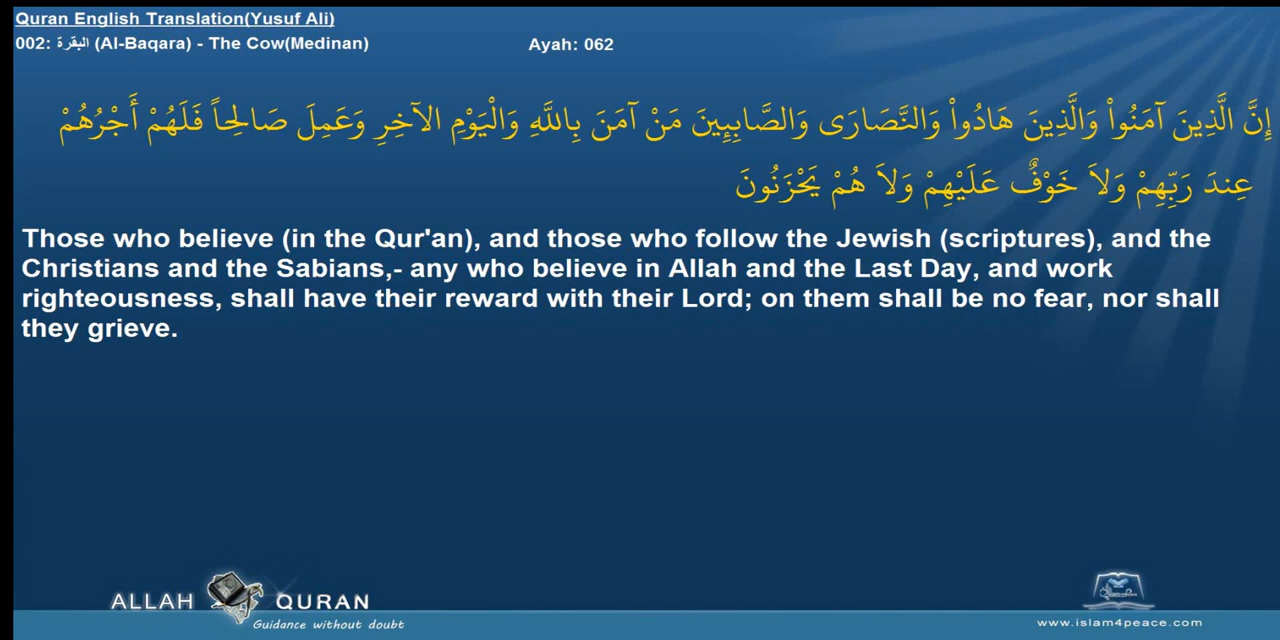 Quran English Translation(Yusuf Ali)
002: البقرة (Al-Baqara) - The Cow(Medinan) Ayah: 062
إِنَّ الَّذِينَ آمَنُواْ وَالَّذِينَ هَادُواْ وَالنَّصَارَى وَالصَّابِئِينَ مَنْ آمَنَ بِاللَّهِ وَالْيَوْمِ الآخِرِ وَعَمِلَ صَالِحاً فَلَهُمْ أَجْرُهُمْ
عِندَ رَبِّهِمْ وَلاَ خَوْفٌ عَلَيْهِمْ وَلاَ هُمْ يَحْزَنُونَ
Those who believe (in the Qur'an), and those who follow the Jewish (scriptures), and the
Christians and the Sabians,- any who believe in Allah and the Last Day, and work
righteousness, shall have their reward with their Lord; on them shall be no fear, nor shall
they grieve.
ALLAH QURAN
Guidance without doubt
www.islam4peace.com